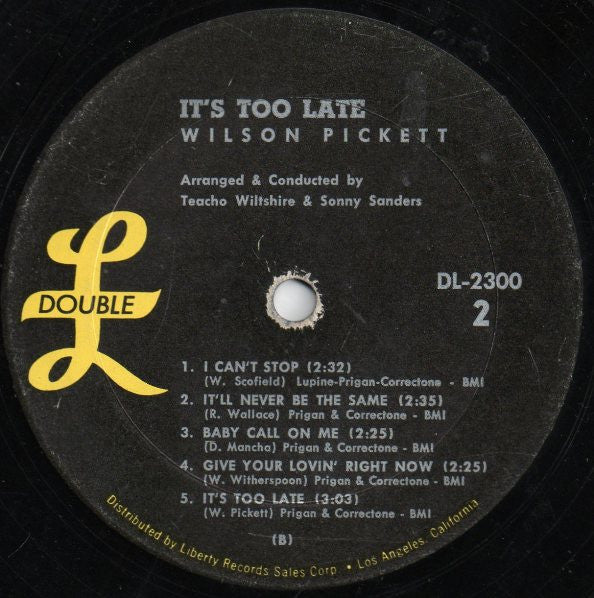 IT'S TOO LATE
WILSON PICKETT
Arranged & Conducted by
Teacho Wiltshire & Sonny Sanders
L
DOUBLE
DL-2300
2
1. I CAN'T STOP (2:32)
(W. Scofield) Lupine-Prigan-Correctone - BMI
2. IT'LL NEVER BE THE SAME (2:35)
(R. Wallace) Prigan & Correctone - BMI
3. BABY CALL ON ME (2:25)
(D. Mancha) Prigan & Correctone - BMI
4. GIVE YOUR LOVIN' RIGHT NOW (2:25)
(W. Witherspoon) Prigan & Correctone - BMI
5. IT'S TOO LATE (3:03)
(W. Pickett) Prigan & Correctone - BMI
(B)
Distributed by Liberty Records Sales Corp. • Los Angeles, California